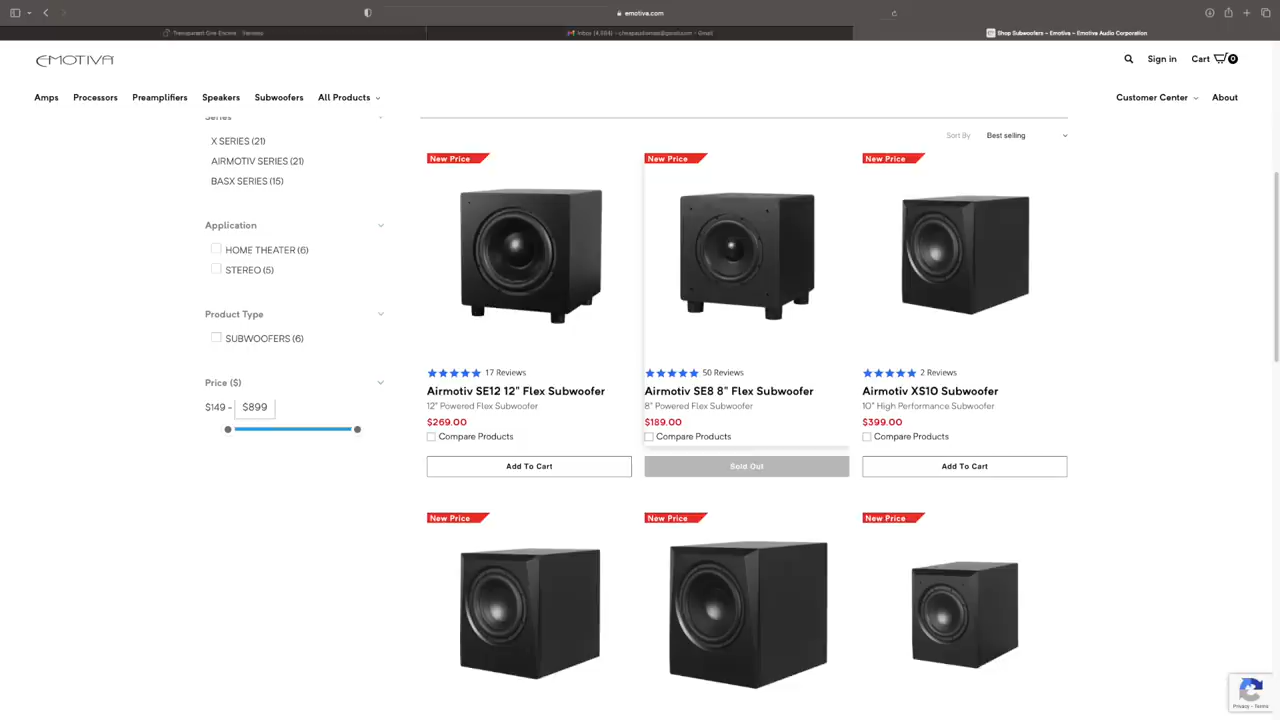 emotiva.com
Shop Subwoofers – Emotiva – Emotiva Audio Corporation
EMOTIVA
Sign in
Cart 0
Amps Processors Preamplifiers Speakers Subwoofers All Products
Customer Center About
Series
X SERIES (21)
AIRMOTIV SERIES (21)
BASX SERIES (15)
Application
HOME THEATER (6)
STEREO (5)
Product Type
SUBWOOFERS (6)
Price ($)
$149 - $899
Sort By Best selling
New Price New Price New Price
17 Reviews 50 Reviews 2 Reviews
Airmotiv SE12 12" Flex Subwoofer
12" Powered Flex Subwoofer
$269.00
Compare Products
Add To Cart
Airmotiv SE8 8" Flex Subwoofer
8" Powered Flex Subwoofer
$189.00
Compare Products
Sold Out
Airmotiv XS10 Subwoofer
10" High Performance Subwoofer
$399.00
Compare Products
Add To Cart
New Price New Price New Price
Privacy - Terms